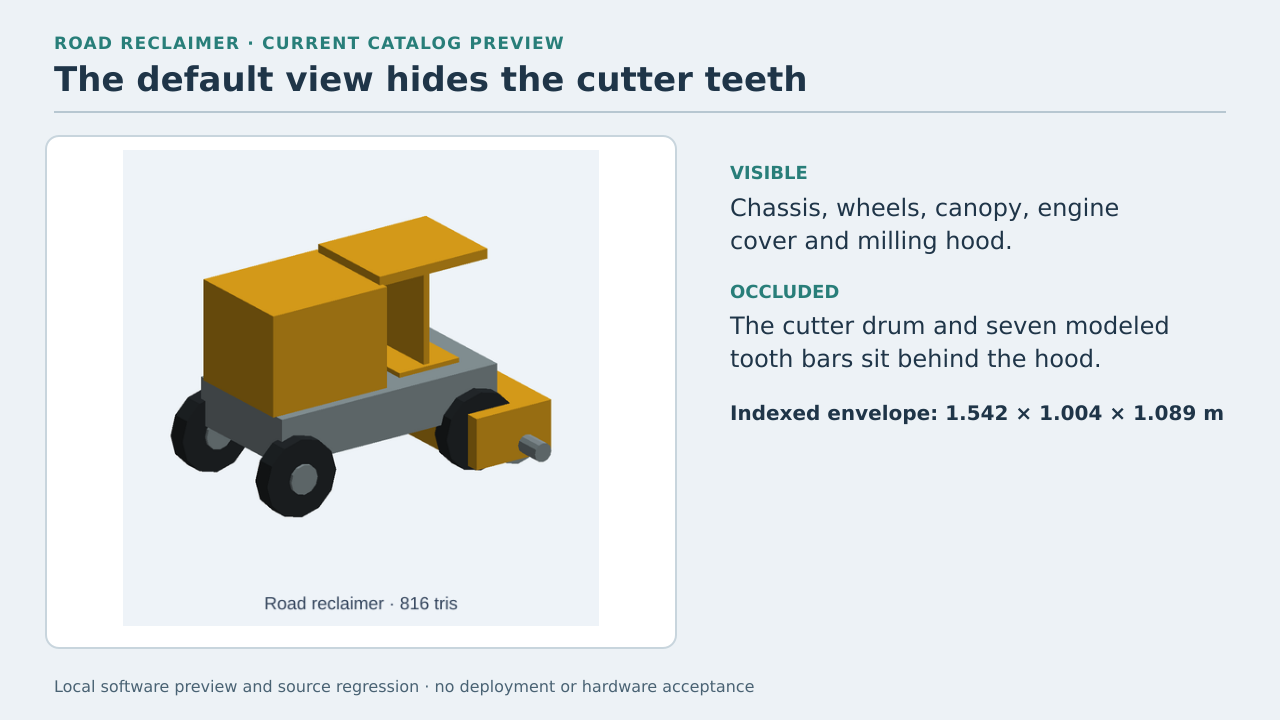 ROAD RECLAIMER · CURRENT CATALOG PREVIEW
The default view hides the cutter teeth
Road reclaimer · 816 tris
VISIBLE
Chassis, wheels, canopy, engine
cover and milling hood.
OCCLUDED
The cutter drum and seven modeled
tooth bars sit behind the hood.
Indexed envelope: 1.542 × 1.004 × 1.089 m
Local software preview and source regression · no deployment or hardware acceptance